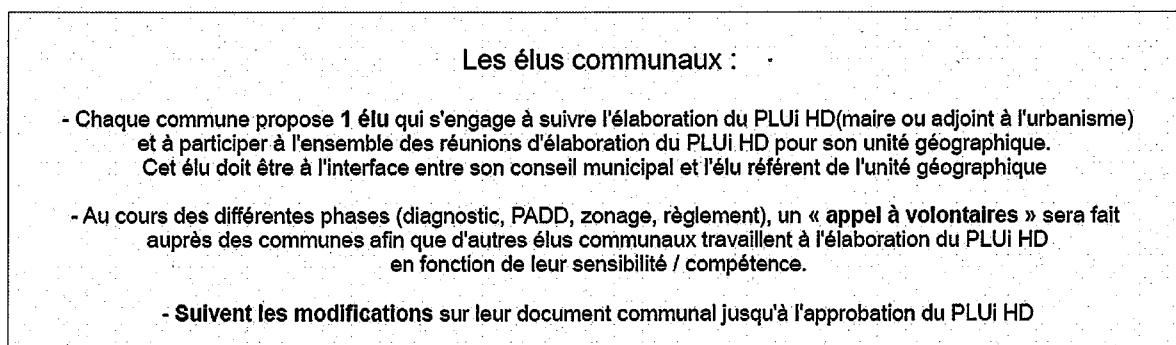 Les élus communaux :
- Chaque commune propose 1 élu qui s'engage à suivre l'élaboration du PLUi HD(maire ou adjoint à l'urbanisme)
et à participer à l'ensemble des réunions d'élaboration du PLUi HD pour son unité géographique.
Cet élu doit être à l'interface entre son conseil municipal et l'élu référent de l'unité géographique
- Au cours des différentes phases (diagnostic, PADD, zonage, règlement), un « appel à volontaires » sera fait
auprès des communes afin que d'autres élus communaux travaillent à l'élaboration du PLUi HD
en fonction de leur sensibilité / compétence.
- Suivent les modifications sur leur document communal jusqu'à l'approbation du PLUi HD